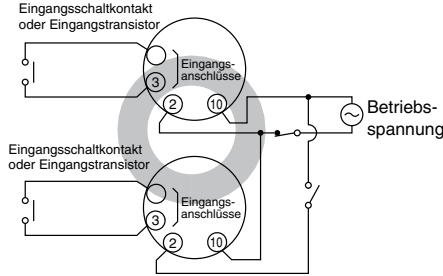 Eingangsschaltkontakt
oder Eingangstransistor
Eingangs-
anschlüsse
3
2
10
Betriebs-
spannung
Eingangsschaltkontakt
oder Eingangstransistor
Eingangs-
anschlüsse
3
2
10